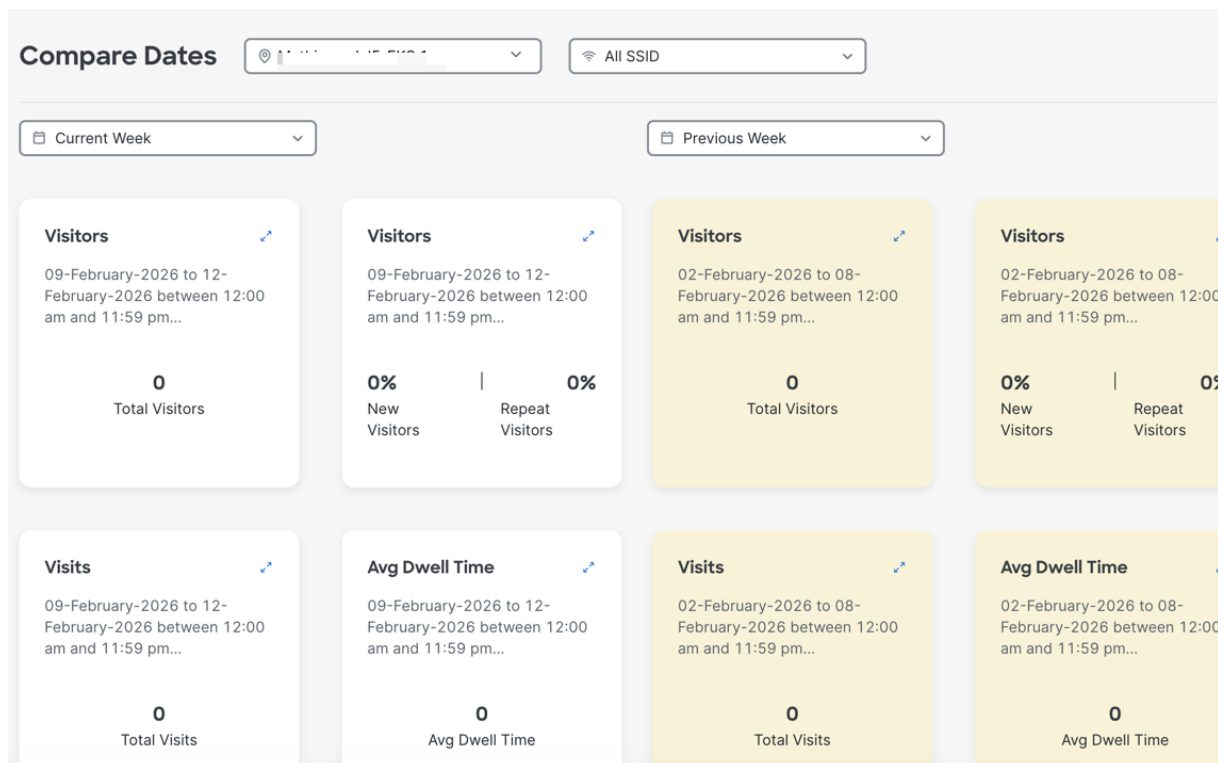 Compare Dates
All SSID
Current Week
Previous Week
Visitors
09-February-2026 to 12-
February-2026 between 12:00
am and 11:59 pm...
0
Total Visitors
Visitors
09-February-2026 to 12-
February-2026 between 12:00
am and 11:59 pm...
0% | 0%
New Repeat
Visitors Visitors
Visitors
02-February-2026 to 08-
February-2026 between 12:00
am and 11:59 pm...
0
Total Visitors
Visitors
02-February-2026 to 08-
February-2026 between 12:00
am and 11:59 pm...
0% |
New Repeat
Visitors Visitors
Visits
09-February-2026 to 12-
February-2026 between 12:00
am and 11:59 pm...
0
Total Visits
Avg Dwell Time
09-February-2026 to 12-
February-2026 between 12:00
am and 11:59 pm...
0
Avg Dwell Time
Visits
02-February-2026 to 08-
February-2026 between 12:00
am and 11:59 pm...
0
Total Visits
Avg Dwell Time
02-February-2026 to 08-
February-2026 between 12:00
am and 11:59 pm...
0
Avg Dwell Time